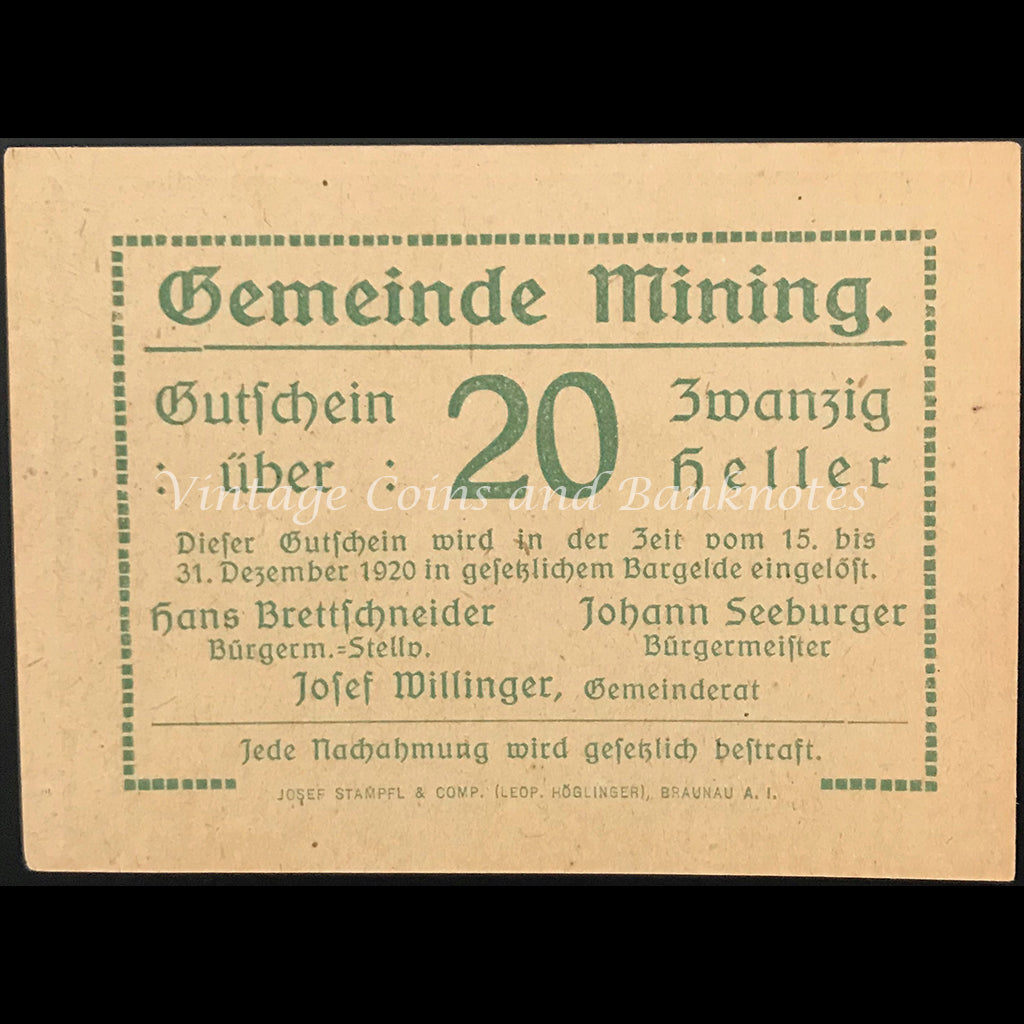 Gemeinde Mining.
Gutschein 20 Zwanzig
: über : Heller
Vintage Coins and Banknotes
Dieser Gutschein wird in der Zeit vom 15. bis
31. Dezember 1920 in gesetzlichem Bargelde eingelöst.
Hans Brettschneider Johann Seeburger
Bürgerm.=Stellv. Bürgermeister
Josef Willinger, Gemeinderat
Jede Nachahmung wird gesetzlich bestraft.
JOSEF STAMPFL & COMP. (LEOP. HÖGLINGER), BRAUNAU A. I.